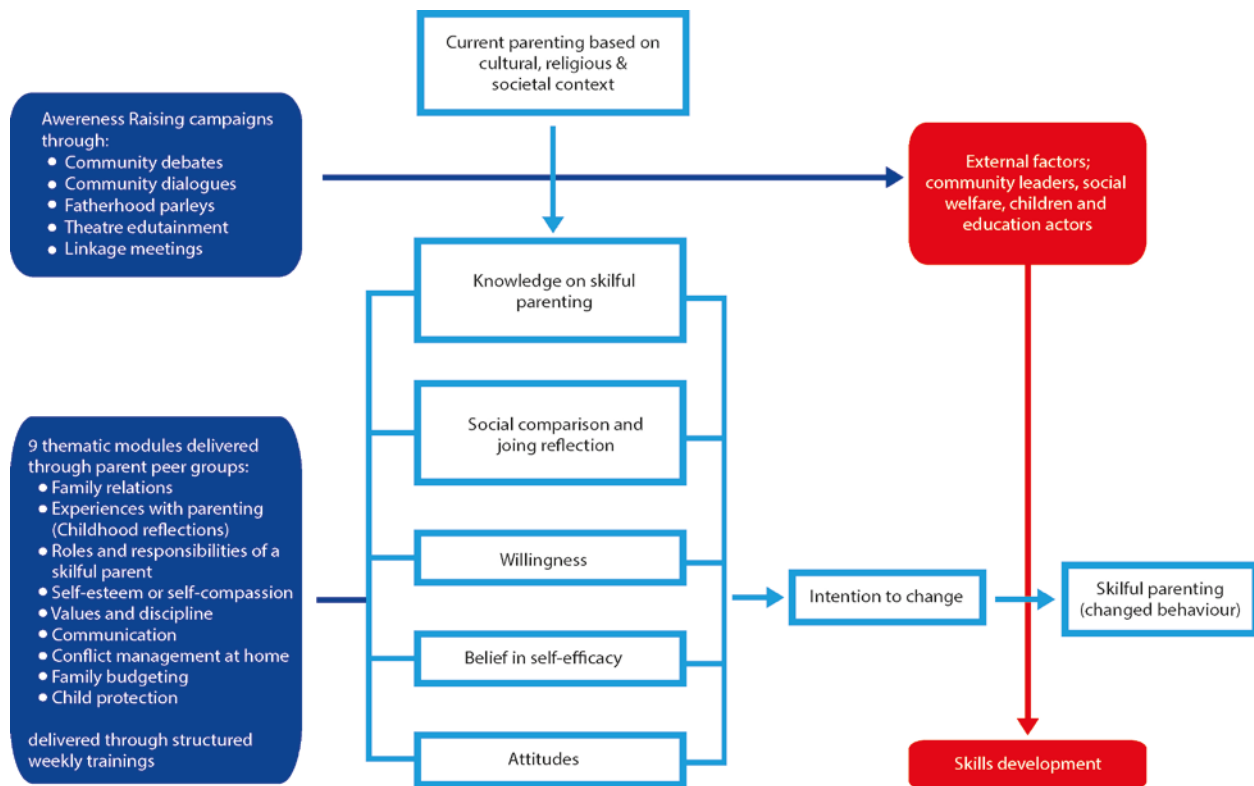 Current parenting based on
cultural, religious &
societal context
Awereness Raising campaigns
through:
• Community debates
• Community dialogues
• Fatherhood parleys
• Theatre edutainment
• Linkage meetings
External factors;
community leaders, social
welfare, children and
education actors
Knowledge on skilful
parenting
Social comparison and
joing reflection
9 thematic modules delivered
through parent peer groups:
• Family relations
• Experiences with parenting
(Childhood reflections)
• Roles and responsibilities of a
skilful parent
• Self-esteem or self-compassion
• Values and discipline
• Communication
• Conflict management at home
• Family budgeting
• Child protection
delivered through structured
weekly trainings
Willingness
Belief in self-efficacy
Attitudes
Intention to change
Skilful parenting
(changed behaviour)
Skills development